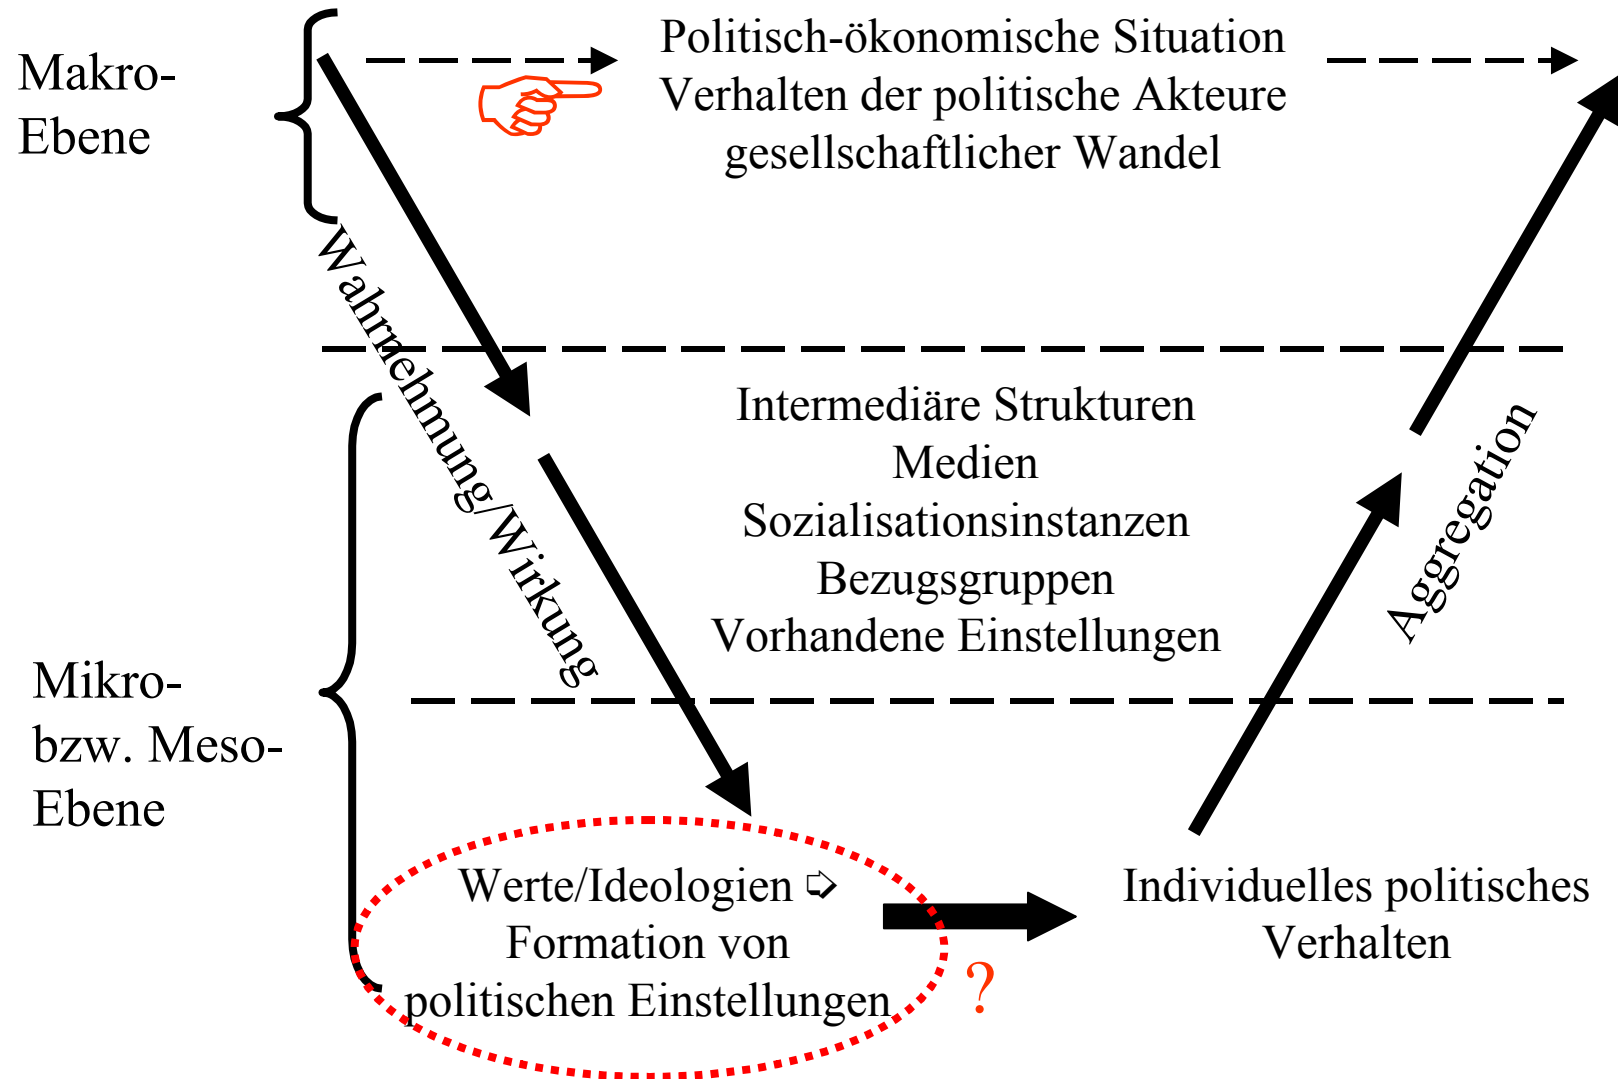 Makro-
Ebene
Politisch-ökonomische Situation
Verhalten der politische Akteure
gesellschaftlicher Wandel
Wahrnehmung/Wirkung
Intermediäre Strukturen
Medien
Sozialisationsinstanzen
Bezugsgruppen
Vorhandene Einstellungen
Aggregation
Mikro-
bzw. Meso-
Ebene
Werte/Ideologien ➪
Formation von
politischen Einstellungen
?
Individuelles politisches
Verhalten